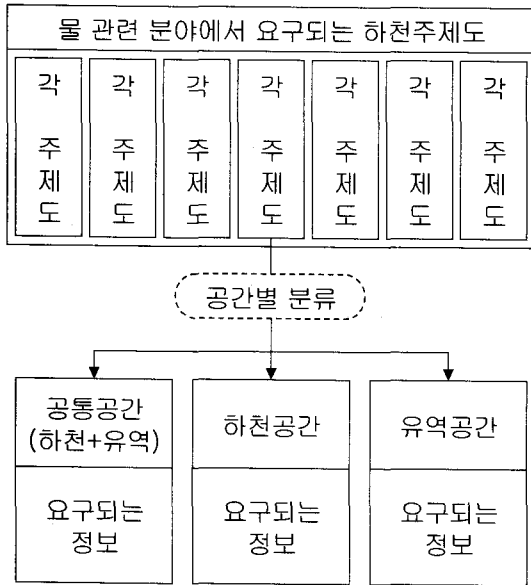 물 관련 분야에서 요구되는 하천주제도
각 주제도
각 주제도
각 주제도
각 주제도
각 주제도
각 주제도
각 주제도
공간별 분류
공통공간
(하천+유역)
하천공간
유역공간
요구되는
정보
요구되는
정보
요구되는
정보